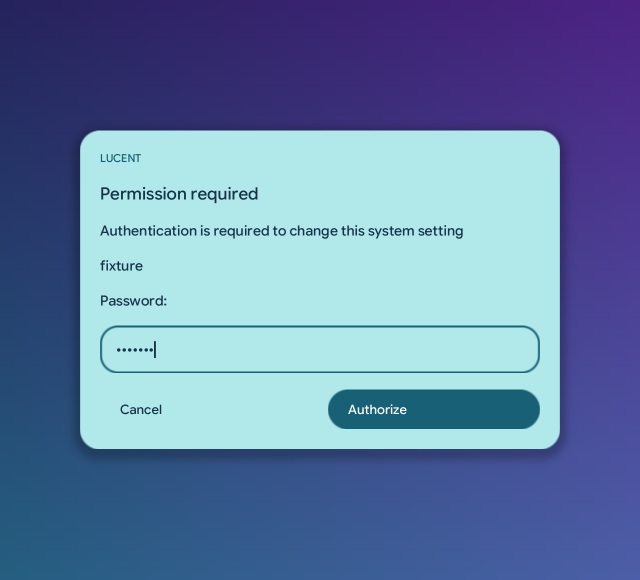 LUCENT
Permission required
Authentication is required to change this system setting
fixture
Password:
•••••••
Cancel
Authorize